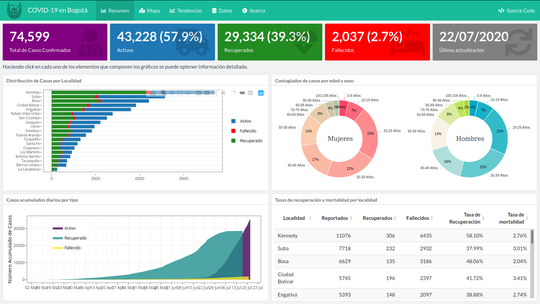 COVID-19 en Bogotá
Resumen
Mapa
Tendencias
Datos
Acerca
Source Code
74,599
Total de Casos Confirmados
43,228 (57.9%)
Activos
29,334 (39.3%)
Recuperados
2,037 (2.7%)
Fallecidos
22/07/2020
Última actualización
Haciendo click en cada uno de los elementos que componen los gráficos se puede optener información detallada.
Distribución de Casos por Localidad
Kennedy
Suba
Bosa
Ciudad Bolívar
Engativá
Rafael Uribe Uribe
San Cristóbal
Usaquén
Usme
Fontibón
Puente Aranda
Tunjuelito
Santa Fe
Chapinero
Los Mártires
Antonio Nariño
Teusaquillo
Barrios Unidos
La Candelaria
0
3000
6000
9000
Activo
Fallecido
Recuperado
Contagiados de casos por edad y sexo
Mujeres
Hombres
Casos acumulados diarios por tipo
Número Acumulado de Casos
30000
20000
10000
0
Activo
Recuperado
Fallecido
Tasas de recuperación y mortalidad por localidad
Localidad Reportados Recuperados Fallecidos Tasa de Recuperación Tasa de mortalidad
Kennedy 11076 306 6435 58.10% 2.76%
Suba 7718 232 2932 37.99% 3.01%
Bosa 6629 135 3186 48.06% 2.04%
Ciudad Bolívar 5745 196 2397 41.72% 3.41%
Engativá 5393 148 2097 38.88% 2.74%